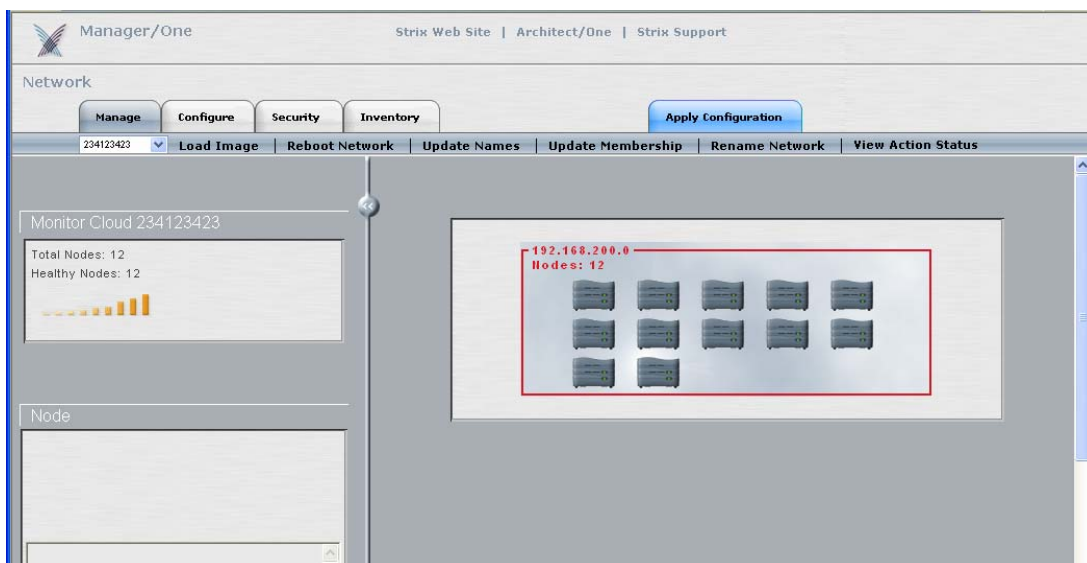 Manager/One
Strix Web Site | Architect/One | Strix Support
Network
Manage Configure Security Inventory Apply Configuration
234123423 Load Image | Reboot Network | Update Names | Update Membership | Rename Network | View Action Status
Monitor Cloud 234123423
Total Nodes: 12
Healthy Nodes: 12
192.168.200.0
Nodes: 12
Node